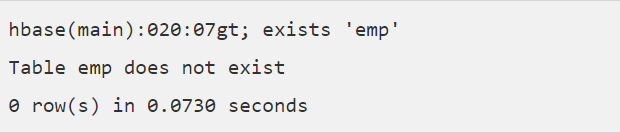 hbase(main):020:07gt; exists 'emp'
Table emp does not exist
0 row(s) in 0.0730 seconds